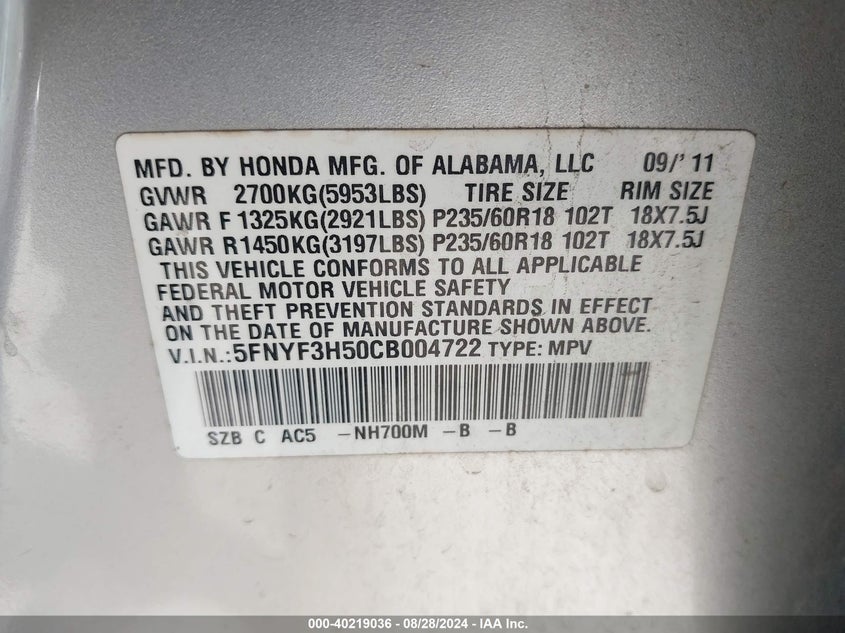 MFD. BY HONDA MFG. OF ALABAMA, LLC 09/' 11
GVWR 2700KG(5953LBS) TIRE SIZE RIM SIZE
GAWR F 1325KG(2921LBS) P235/60R18 102T 18X7.5J
GAWR R1450KG(3197LBS) P235/60R18 102T 18X7.5J
THIS VEHICLE CONFORMS TO ALL APPLICABLE
FEDERAL MOTOR VEHICLE SAFETY
AND THEFT PREVENTION STANDARDS IN EFFECT
ON THE DATE OF MANUFACTURE SHOWN ABOVE.
V.I.N.:5FNYF3H50CB004722 TYPE: MPV
SZB C AC5 -NH700M -B -B
000-40219036 - 08/28/2024 - IAA Inc.